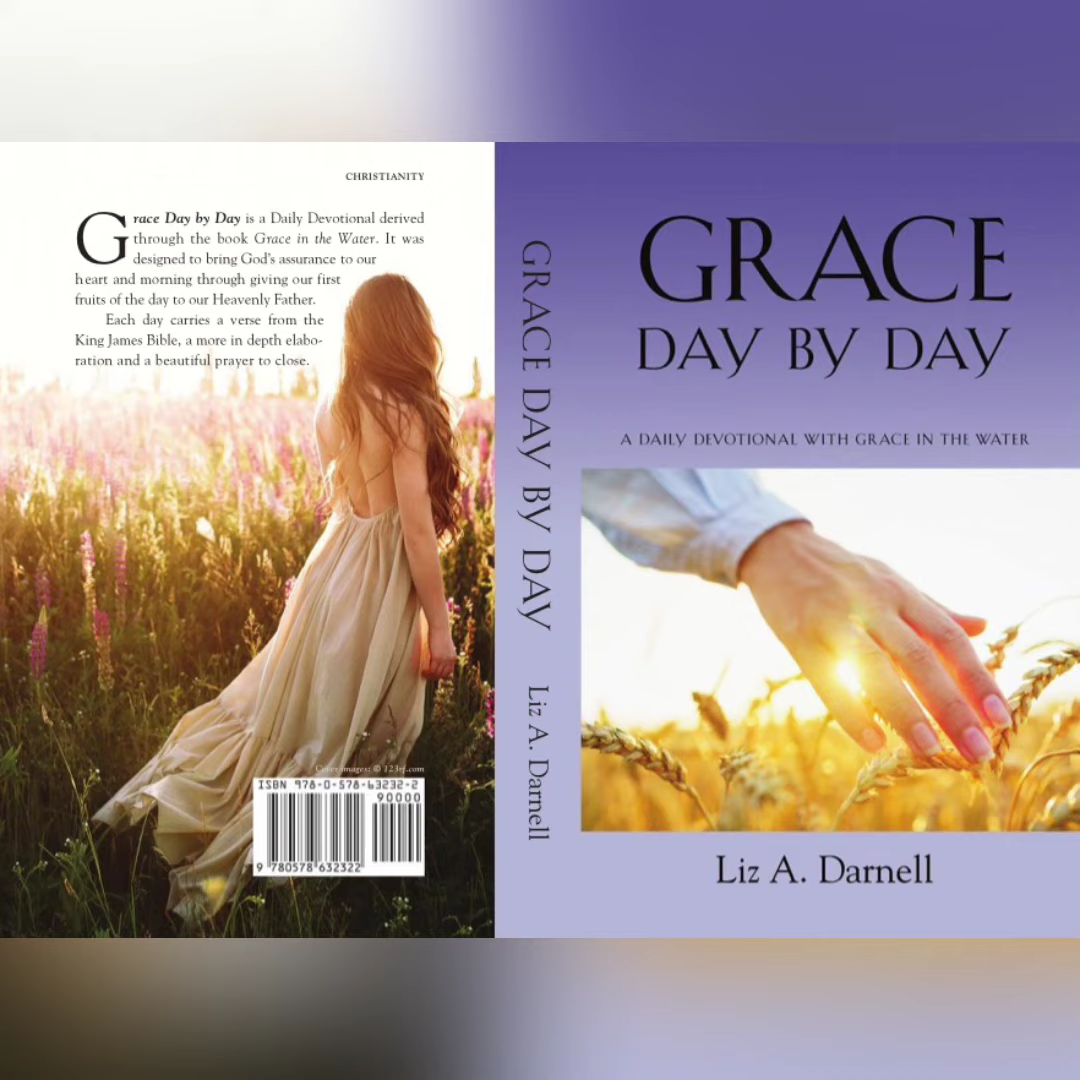 CHRISTIANITY
Grace Day by Day is a Daily Devotional derived
through the book Grace in the Water. It was
designed to bring God's assurance to our
heart and morning through giving our first
fruits of the day to our Heavenly Father.
Each day carries a verse from the
King James Bible, a more in depth elabo-
ration and a beautiful prayer to close.
Cover images: © 123rf.com
ISBN 978-0-578-63232-2
90000
9 780578 632322
GRACE DAY BY DAY Liz A. Darnell
GRACE
DAY BY DAY
A DAILY DEVOTIONAL WITH GRACE IN THE WATER
Liz A. Darnell